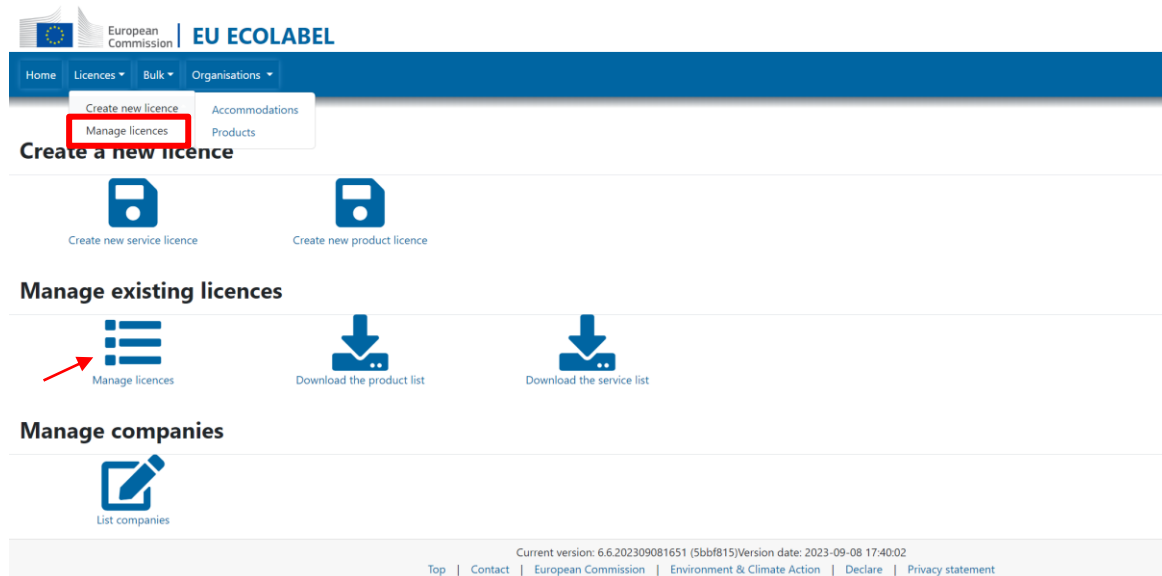 European
Commission
EU ECOLABEL
Home Licences Bulk Organisations
Create new licence Accommodations
Manage licences Products
Create a new licence
Create new service licence Create new product licence
Manage existing licences
Manage licences Download the product list Download the service list
Manage companies
List companies
Current version: 6.6.202309081651 (5bbf815)Version date: 2023-09-08 17:40:02
Top | Contact | European Commission | Environment & Climate Action | Declare | Privacy statement